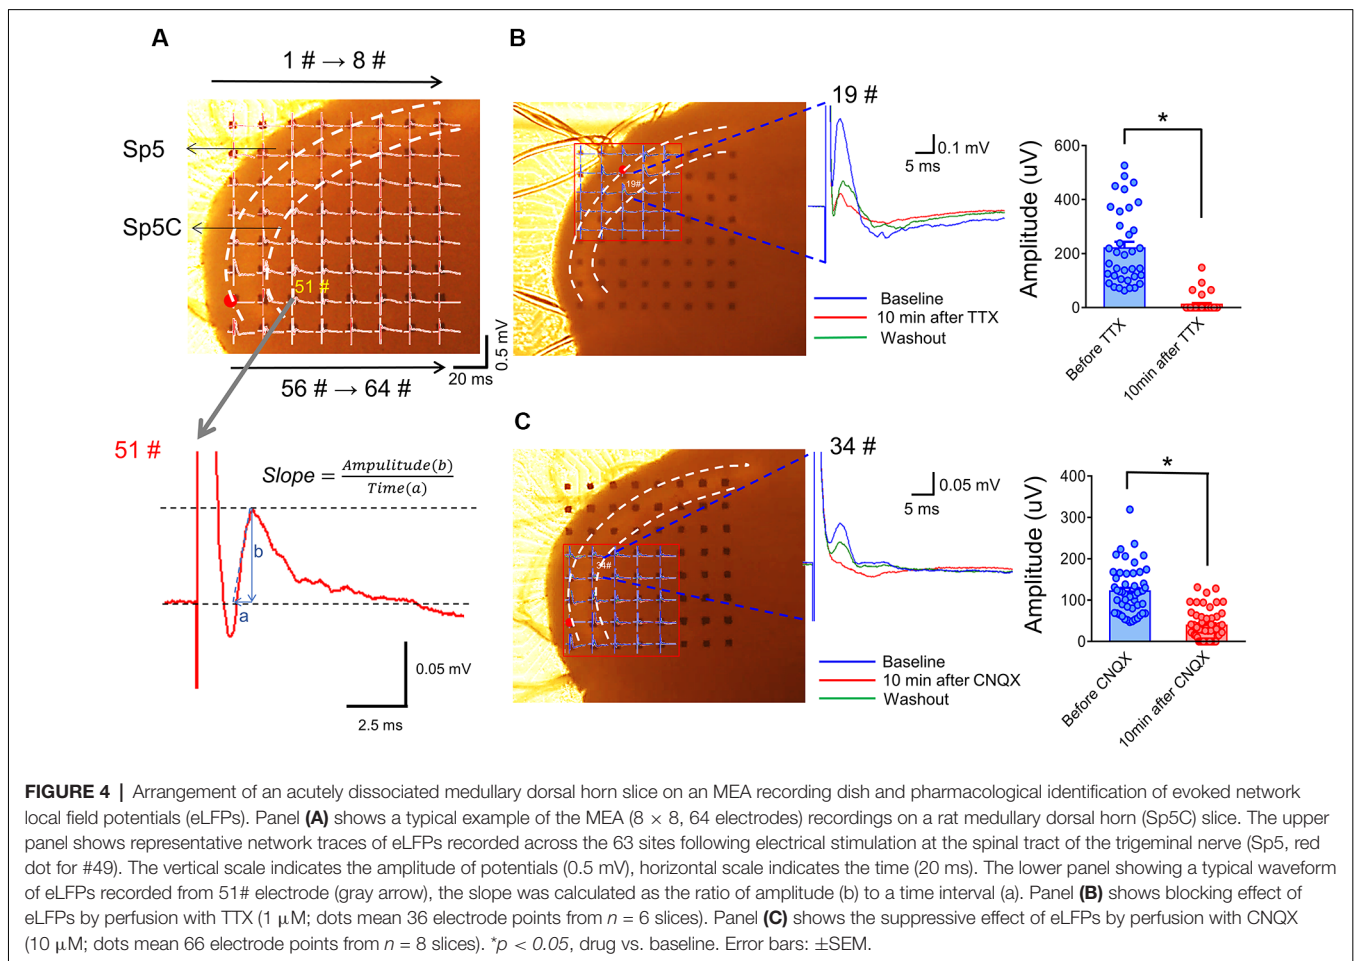 A
1 # → 8 #
Sp5
Sp5C
51 #
0.5 mV
20 ms
56 # → 64 #
51 #
Slope = Ampulitude(b)
Time(a)
b
a
0.05 mV
2.5 ms
B
19 #
19#
0.1 mV
5 ms
Baseline
10 min after TTX
Washout
Amplitude (uV)
600
400
200
0
*
Before TTX
10min after TTX
C
34 #
34#
0.05 mV
5 ms
Baseline
10 min after CNQX
Washout
Amplitude (uV)
400
300
200
100
0
*
Before CNQX
10min after CNQX
FIGURE 4 | Arrangement of an acutely dissociated medullary dorsal horn slice on an MEA recording dish and pharmacological identification of evoked network
local field potentials (eLFPs). Panel (A) shows a typical example of the MEA (8 × 8, 64 electrodes) recordings on a rat medullary dorsal horn (Sp5C) slice. The upper
panel shows representative network traces of eLFPs recorded across the 63 sites following electrical stimulation at the spinal tract of the trigeminal nerve (Sp5, red
dot for #49). The vertical scale indicates the amplitude of potentials (0.5 mV), horizontal scale indicates the time (20 ms). The lower panel showing a typical waveform
of eLFPs recorded from 51# electrode (gray arrow), the slope was calculated as the ratio of amplitude (b) to a time interval (a). Panel (B) shows blocking effect of
eLFPs by perfusion with TTX (1 μM; dots mean 36 electrode points from n = 6 slices). Panel (C) shows the suppressive effect of eLFPs by perfusion with CNQX
(10 μM; dots mean 66 electrode points from n = 8 slices). *p < 0.05, drug vs. baseline. Error bars: ±SEM.